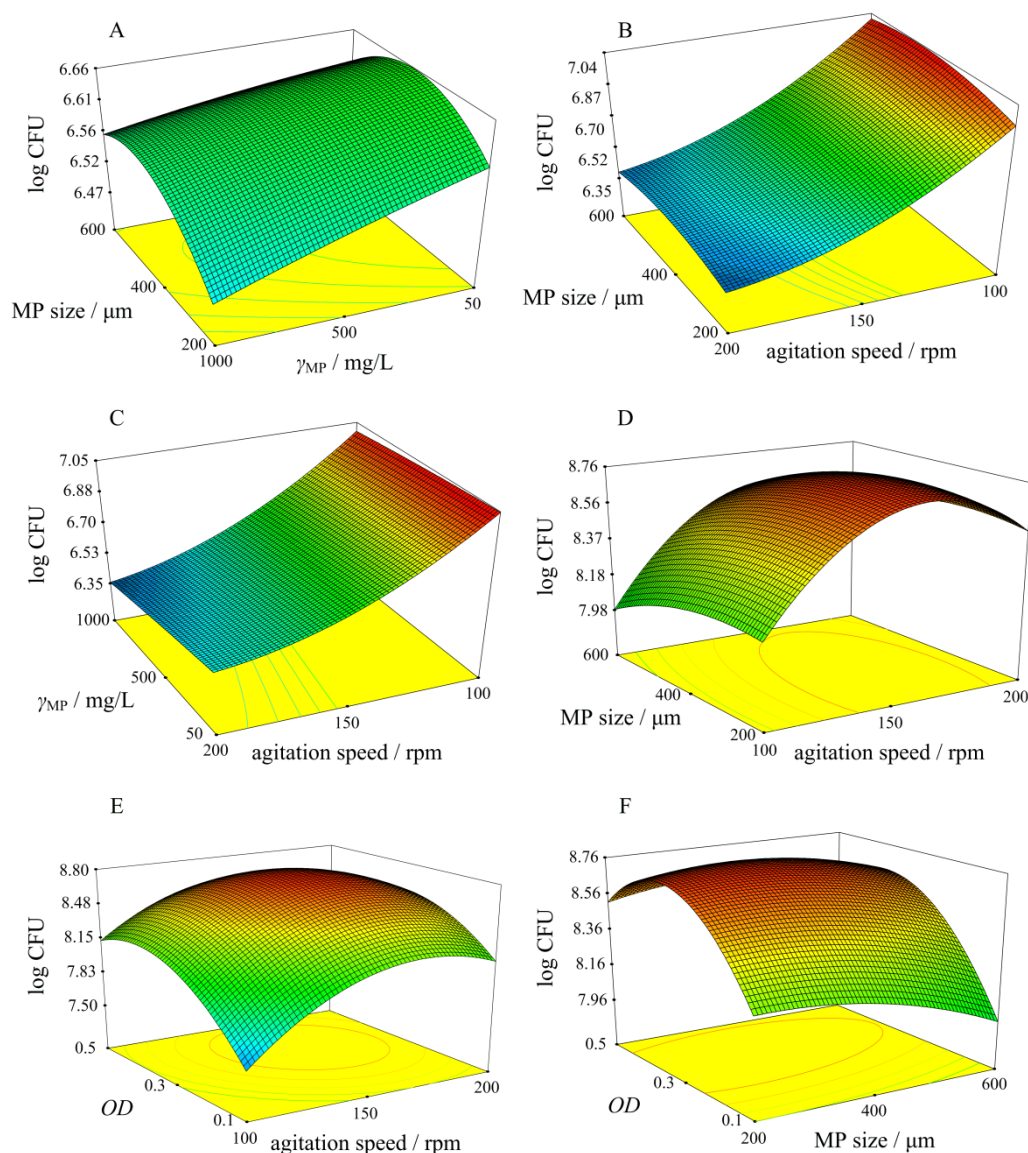 A
log CFU
6.66
6.61
6.56
6.52
6.47
600
400
200
MP size / μm
1000
500
50
γMP / mg/L
B
log CFU
7.04
6.87
6.70
6.52
6.35
600
400
200
MP size / μm
200
150
100
agitation speed / rpm
C
log CFU
7.05
6.88
6.70
6.53
6.35
1000
500
50
γMP / mg/L
200
150
100
agitation speed / rpm
D
log CFU
8.76
8.56
8.37
8.18
7.98
600
400
200
MP size / μm
100
150
200
agitation speed / rpm
E
log CFU
8.80
8.48
8.15
7.83
7.50
0.5
0.3
0.1
OD
100
150
200
agitation speed / rpm
F
log CFU
8.76
8.56
8.36
8.16
7.96
0.5
0.3
0.1
OD
200
400
600
MP size / μm